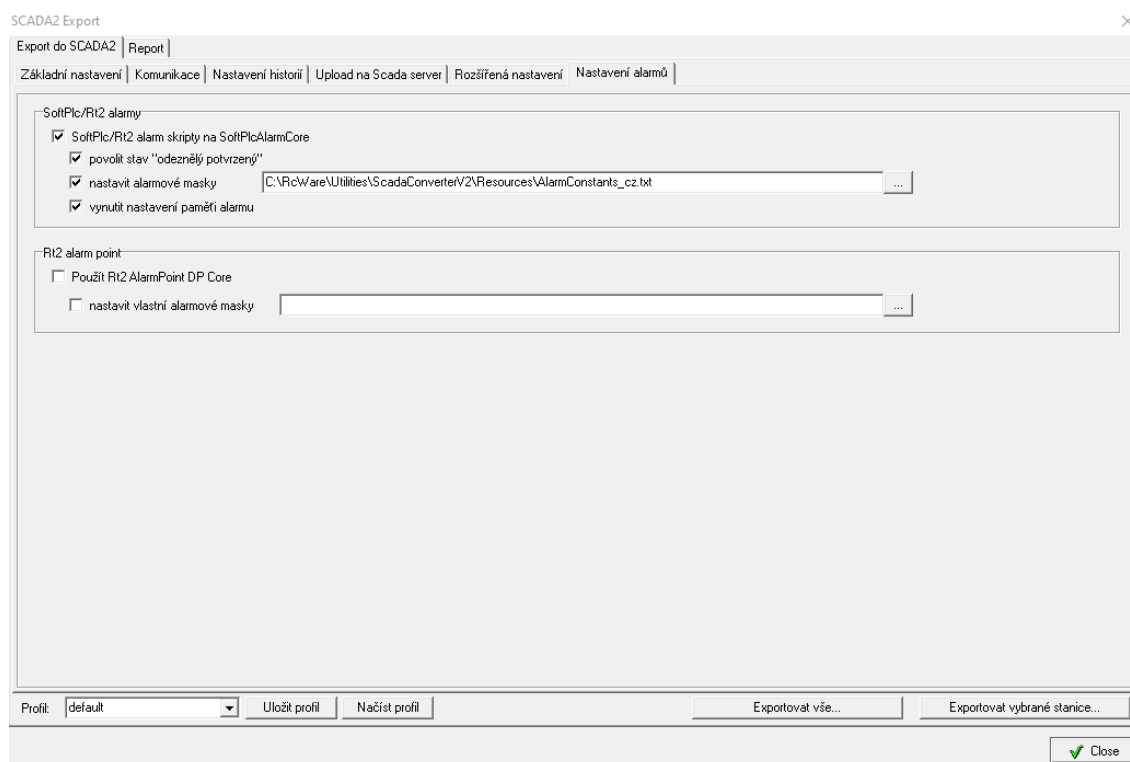 SCADA2 Export
Export do SCADA2 Report
Základní nastavení Komunikace Nastavení historií Upload na Scada server Rozšířená nastavení Nastavení alarmů
SoftPlc/Rt2 alarmy
SoftPlc/Rt2 alarm skripty na SoftPlcAlarmCore
povolit stav "odeznělý potvrzený"
nastavit alarmové masky C:\RcWare\Utilities\ScadaConverterV2\Resources\AlarmConstants_cz.txt ...
vynutit nastavení paměťi alarmu
Rt2 alarm point
Použít Rt2 AlarmPoint DP Core
nastavit vlastní alarmové masky ...
Profil: default Uložit profil Načíst profil Exportovat vše... Exportovat vybrané stanice...
Close